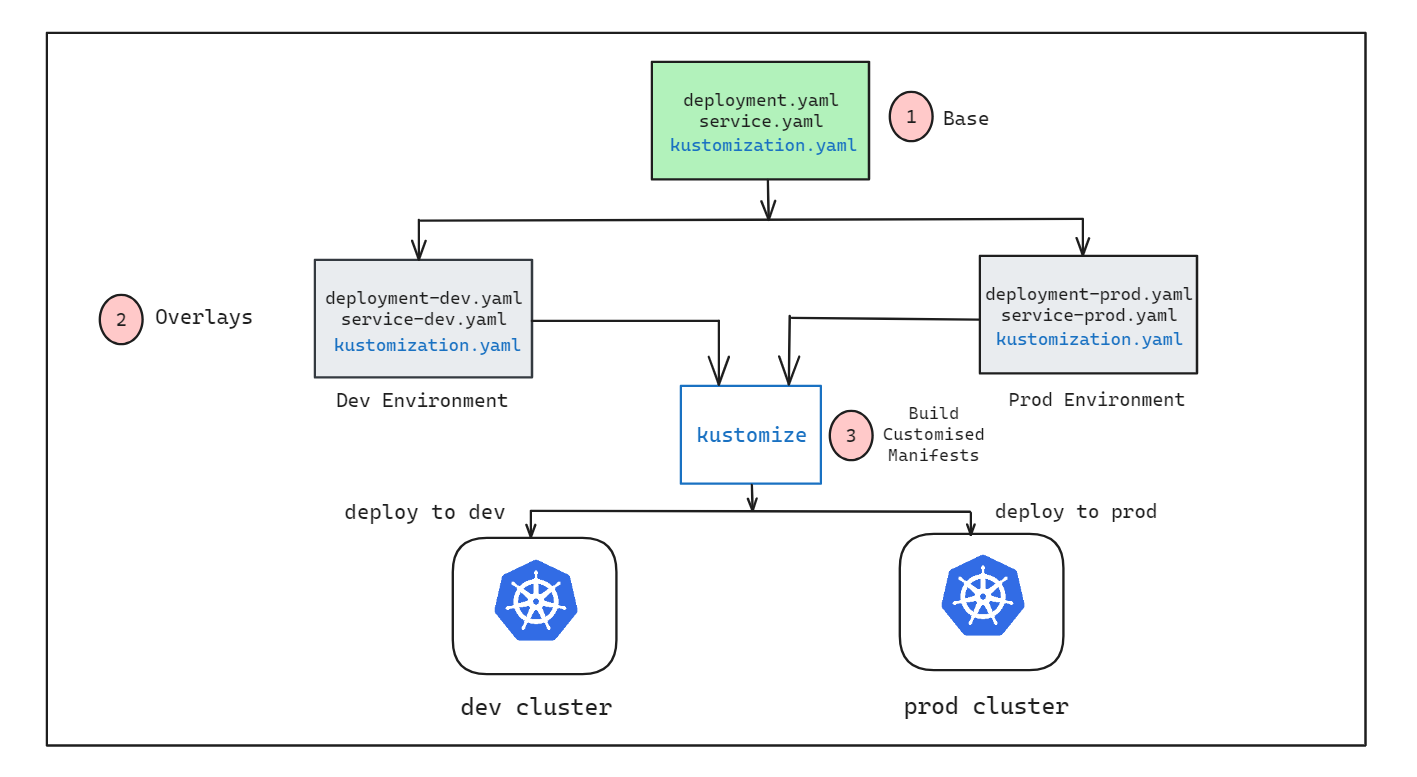 deployment.yaml
service.yaml
kustomization.yaml
1
Base
2
Overlays
deployment-dev.yaml
service-dev.yaml
kustomization.yaml
Dev Environment
deployment-prod.yaml
service-prod.yaml
kustomization.yaml
Prod Environment
kustomize
3
Build
Customised
Manifests
deploy to dev
deploy to prod
dev cluster
prod cluster